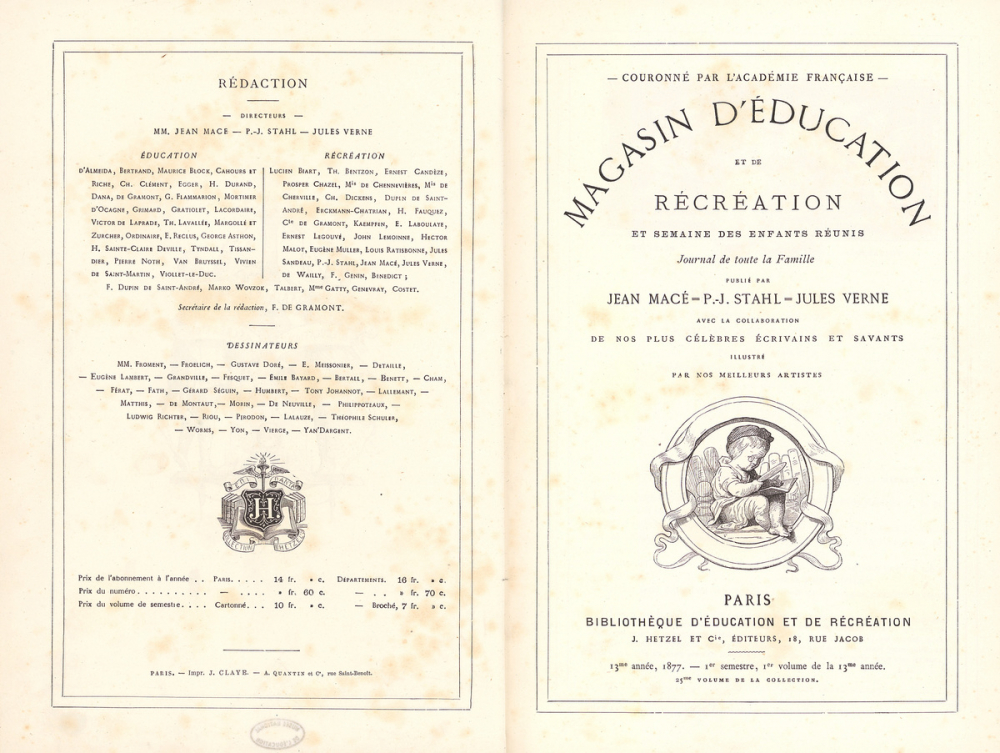 RÉDACTION
— DIRECTEURS —
MM. JEAN MACÉ — P.-J. STAHL — JULES VERNE
ÉDUCATION
D'ALMEIDA, BERTRAND, MAURICE BLOCK, CAHOURS ET
RICHE, CH. CLÉMENT, EGGER, H. DURAND,
DANA, DE GRAMONT, G. FLAMMARION, MORTIMER
D'OCAGNE, GRIMARD, GRATIOLET, LACORDAIRE,
VICTOR DE LAPRADE, TH. LAVALLÉE, MARGOLLÉ ET
ZURCHER, ORDINAIRE, E. RECLUS, GEORGE ASTHON,
H. SAINTE-CLAIRE DEVILLE, TYNDALL, TISSAN-
DIER, PIERRE NOTH, VAN BRUYSSEL, VIVIEN
DE SAINT-MARTIN, VIOLLET-LE-DUC.
RÉCRÉATION
LUCIEN BIART, TH. BENTZON, ERNEST CANDÈZE,
PROSPER CHAZEL, Mis DE CHENNEVIÈRES, Mis DE
CHERVILLE, CH. DICKENS, DUPIN DE SAINT-
ANDRÉ, ERCKMANN-CHATRIAN, H. FAUQUEZ,
Cte DE GRAMONT, KAEMPFEN, E. LABOULAYE,
ERNEST LEGOUVÉ, JOHN LEMOINNE, HECTOR
MALOT, EUGÈNE MULLER, LOUIS RATISBONNE, JULES
SANDEAU, P.-J. STAHL, JEAN MACÉ, JULES VERNE,
DE WAILLY, F. GENIN, BENEDICT ;
F. DUPIN DE SAINT-ANDRÉ, MARKO WOVZOK, TALBERT, Mme GATTY, GENEVRAY, COSTET.
Secrétaire de la rédaction, F. DE GRAMONT.
DESSINATEURS
MM. FROMENT, — FROELICH, — GUSTAVE DORÉ, — E. MEISSONIER, — DETAILLE,
— EUGÈNE LAMBERT, — GRANDVILLE, — FESQUET, — ÉMILE BAYARD, — BERTALL, — BENETT, — CHAM,
— FÉRAT, — FATH, — GÉRARD SÉGUIN, — HUMBERT, — TONY JOHANNOT, — LALLEMANT, —
MATTHIS, — DE MONTAUT, — MORIN, — DE NEUVILLE, — PHILIPPOTEAUX, —
LUDWIG RICHTER, — RIOU, — PIRODON, — LALAUZE, — THÉOPHILE SCHULER,
— WORMS, — YON, — VIERGE, — YAN'DARGENT.
H
COLLECTION HETZEL
Prix de l'abonnement à l'année . . PARIS. . . . . 14 fr. » c. DÉPARTEMENTS. 16 fr. » c.
Prix du numéro . . . . . . . . . . — . . . . » fr. 60 c. — . . » fr. 70 c.
Prix du volume de semestre. . . . Cartonné. . . 10 fr. » c. — Broché, 7 fr. » c.
PARIS. — Impr. J. CLAYE. — A. QUANTIN et Ce, rue Saint-Benoît.
— COURONNÉ PAR L'ACADÉMIE FRANÇAISE —
MAGASIN D'ÉDUCATION
ET DE
RÉCRÉATION
ET SEMAINE DES ENFANTS RÉUNIS
Journal de toute la Famille
PUBLIÉ PAR
JEAN MACÉ — P.-J. STAHL — JULES VERNE
AVEC LA COLLABORATION
DE NOS PLUS CÉLÈBRES ÉCRIVAINS ET SAVANTS
ILLUSTRÉ
PAR NOS MEILLEURS ARTISTES
PARIS
BIBLIOTHÈQUE D'ÉDUCATION ET DE RÉCRÉATION
J. HETZEL ET Cie, ÉDITEURS, 18, RUE JACOB
13me année, 1877. — 1er semestre, 1er volume de la 13me année.
25me VOLUME DE LA COLLECTION.